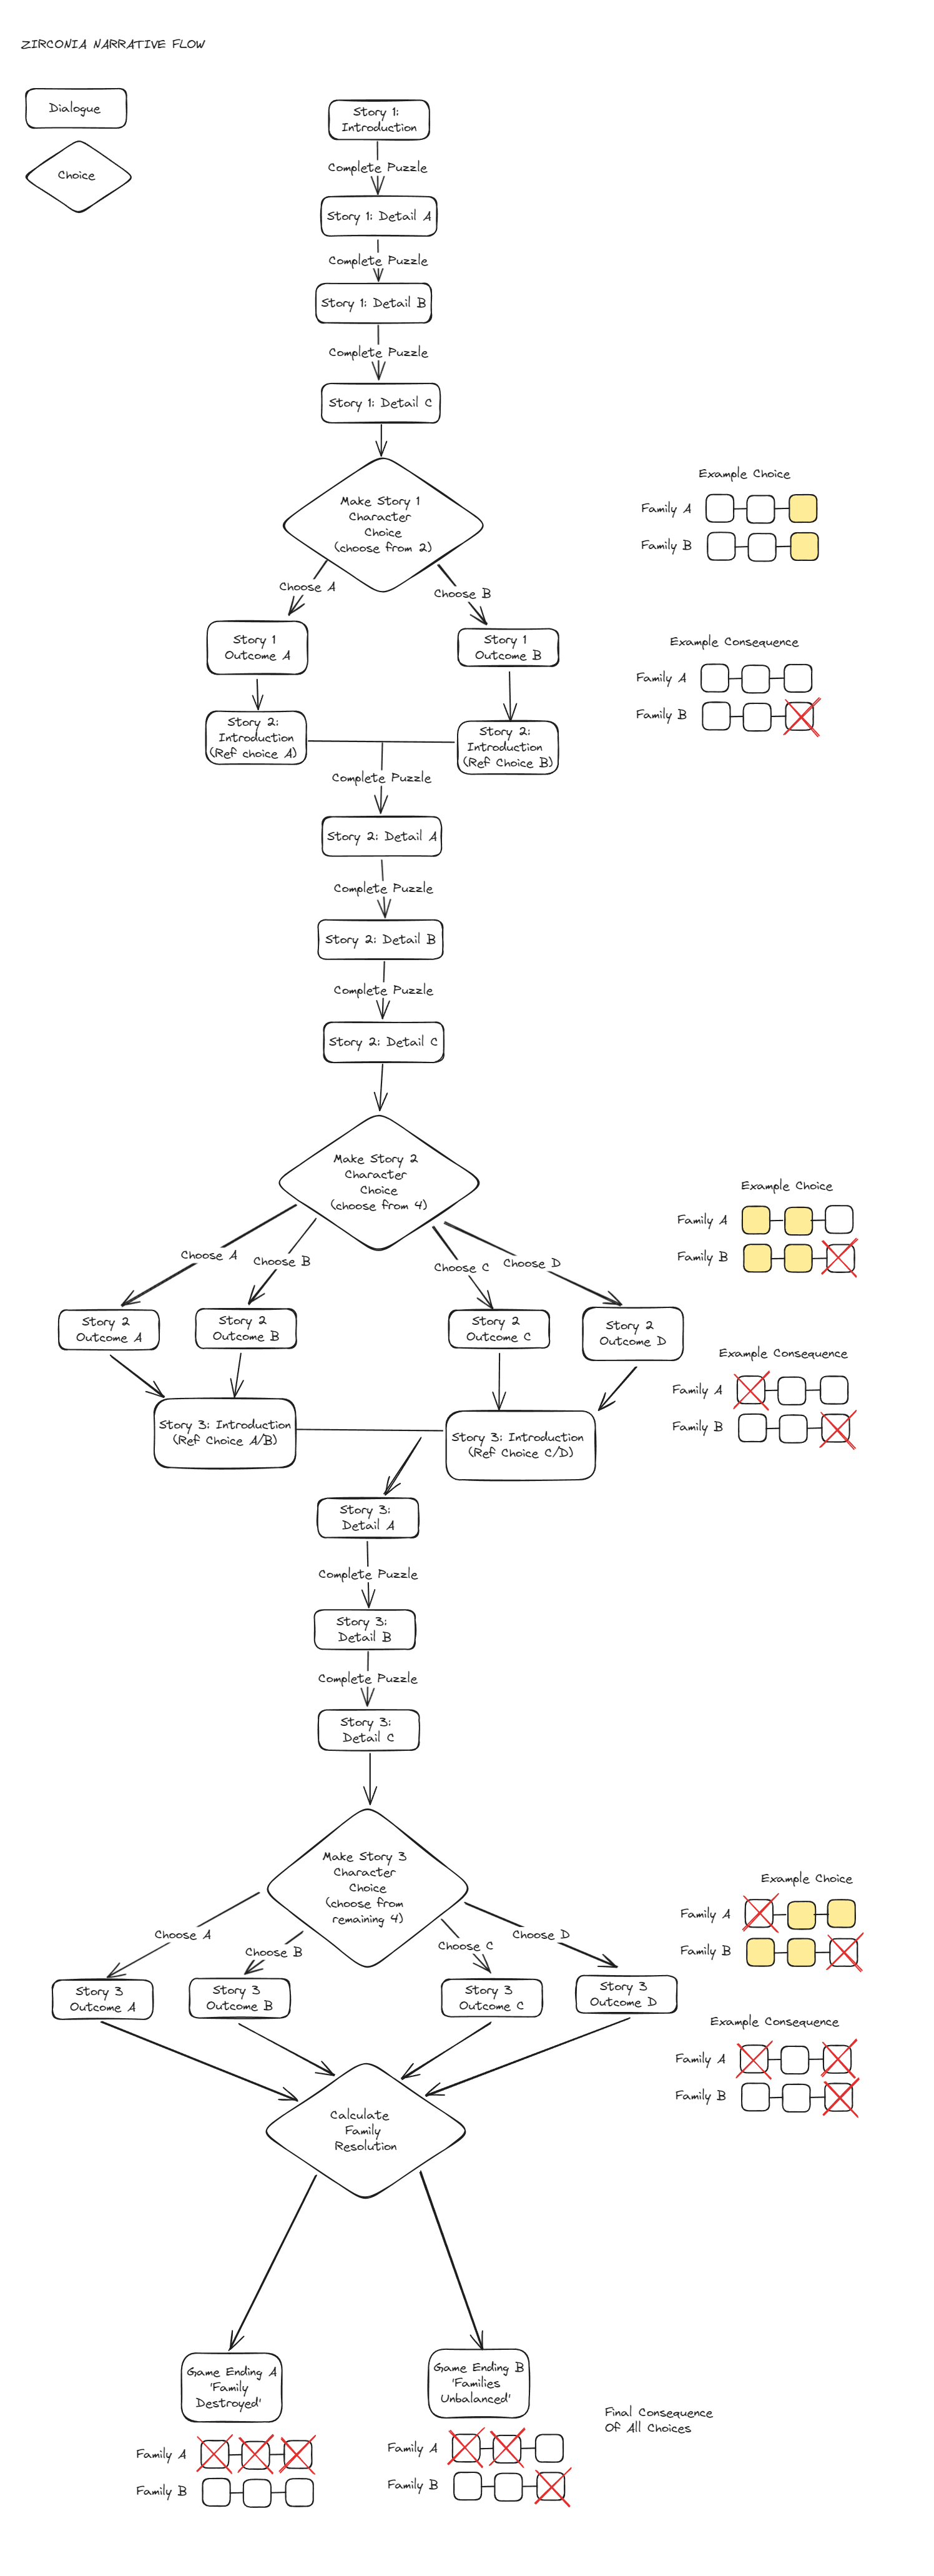 ZIRCONIA NARRATIVE FLOW
Dialogue
Choice
Story 1:
Introduction
Complete Puzzle
Story 1: Detail A
Complete Puzzle
Story 1: Detail B
Complete Puzzle
Story 1: Detail C
Make Story 1
Character
Choice
(choose from 2)
Example Choice
Family A
Family B
Choose A
Choose B
Story 1
Outcome A
Story 1
Outcome B
Example Consequence
Family A
Family B
Story 2:
Introduction
(Ref choice A)
Story 2:
Introduction
(Ref Choice B)
Complete Puzzle
Story 2: Detail A
Complete Puzzle
Story 2: Detail B
Complete Puzzle
Story 2: Detail C
Make Story 2
Character
Choice
(choose from 4)
Example Choice
Family A
Family B
Choose A
Choose B
Choose C
Choose D
Story 2
Outcome A
Story 2
Outcome B
Story 2
Outcome C
Story 2
Outcome D
Example Consequence
Family A
Family B
Story 3: Introduction
(Ref Choice A/B)
Story 3: Introduction
(Ref Choice C/D)
Story 3:
Detail A
Complete Puzzle
Story 3:
Detail B
Complete Puzzle
Story 3:
Detail C
Make Story 3
Character
Choice
(choose from
remaining 4)
Example Choice
Family A
Family B
Choose A
Choose B
Choose C
Choose D
Story 3
Outcome A
Story 3
Outcome B
Story 3
Outcome C
Story 3
Outcome D
Example Consequence
Family A
Family B
Calculate
Family
Resolution
Game Ending A
'Family
Destroyed'
Game Ending B
'Families
Unbalanced'
Final Consequence
Of All Choices
Family A
Family B
Family A
Family B